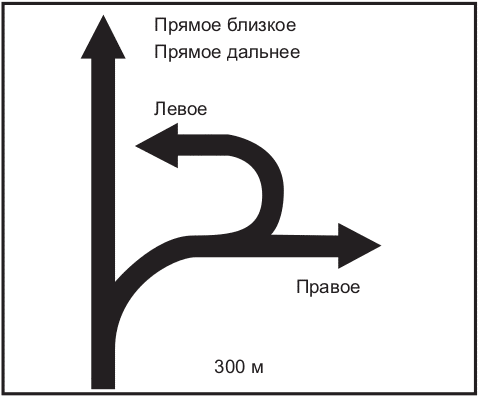 Прямое близкое
Прямое дальнее
Левое
Правое
300 м